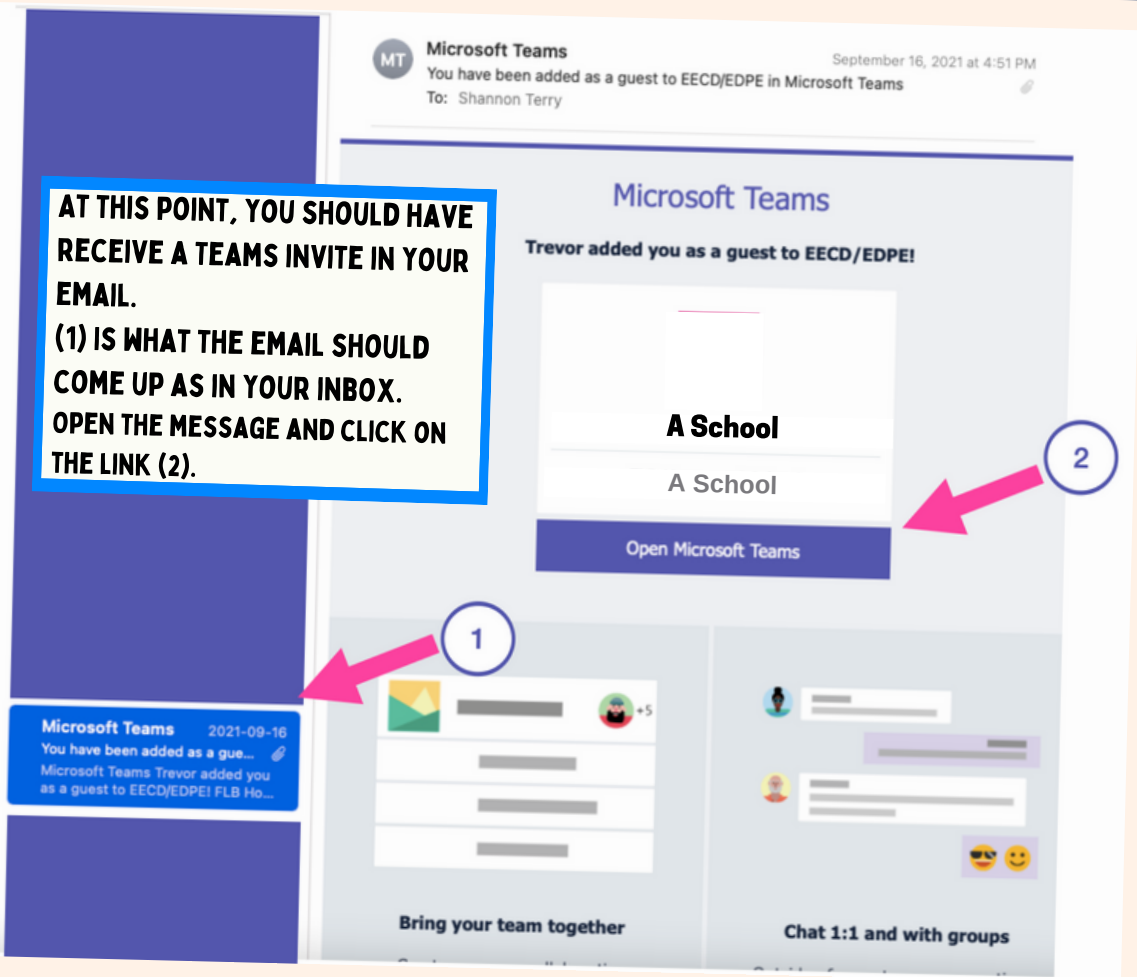 MT
Microsoft Teams
September 16, 2021 at 4:51 PM
You have been added as a guest to EECD/EDPE in Microsoft Teams
To: Shannon Terry
Microsoft Teams
Trevor added you as a guest to EECD/EDPE!
AT THIS POINT, YOU SHOULD HAVE
RECEIVE A TEAMS INVITE IN YOUR
EMAIL.
(1) IS WHAT THE EMAIL SHOULD
COME UP AS IN YOUR INBOX.
OPEN THE MESSAGE AND CLICK ON
THE LINK (2).
A School
A School
2
Open Microsoft Teams
1
Microsoft Teams 2021-09-16
You have been added as a gue...
Microsoft Teams Trevor added you
as a guest to EECD/EDPE! FLB Ho...
+5
Bring your team together
Chat 1:1 and with groups